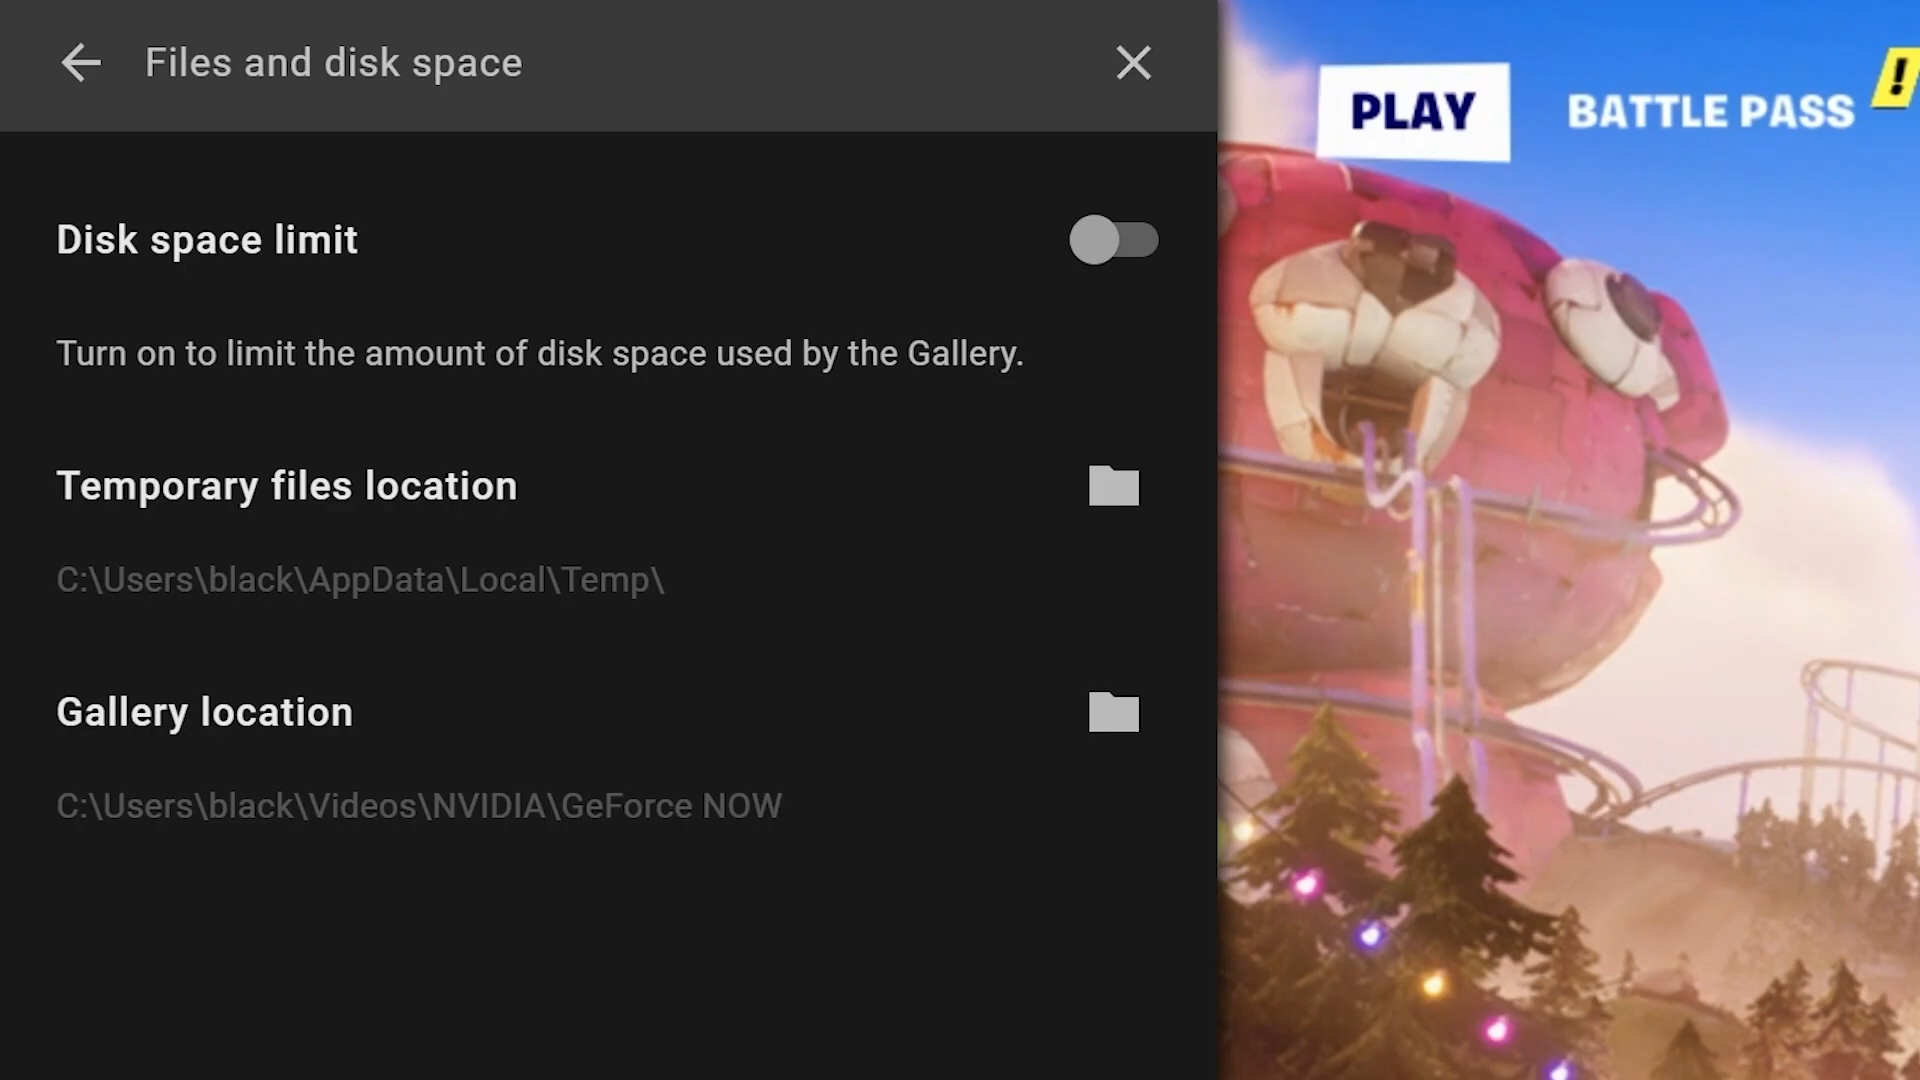 Files and disk space
PLAY
BATTLE PASS
!
Disk space limit
Turn on to limit the amount of disk space used by the Gallery.
Temporary files location
C:\Users\black\AppData\Local\Temp\
Gallery location
C:\Users\black\Videos\NVIDIA\GeForce NOW